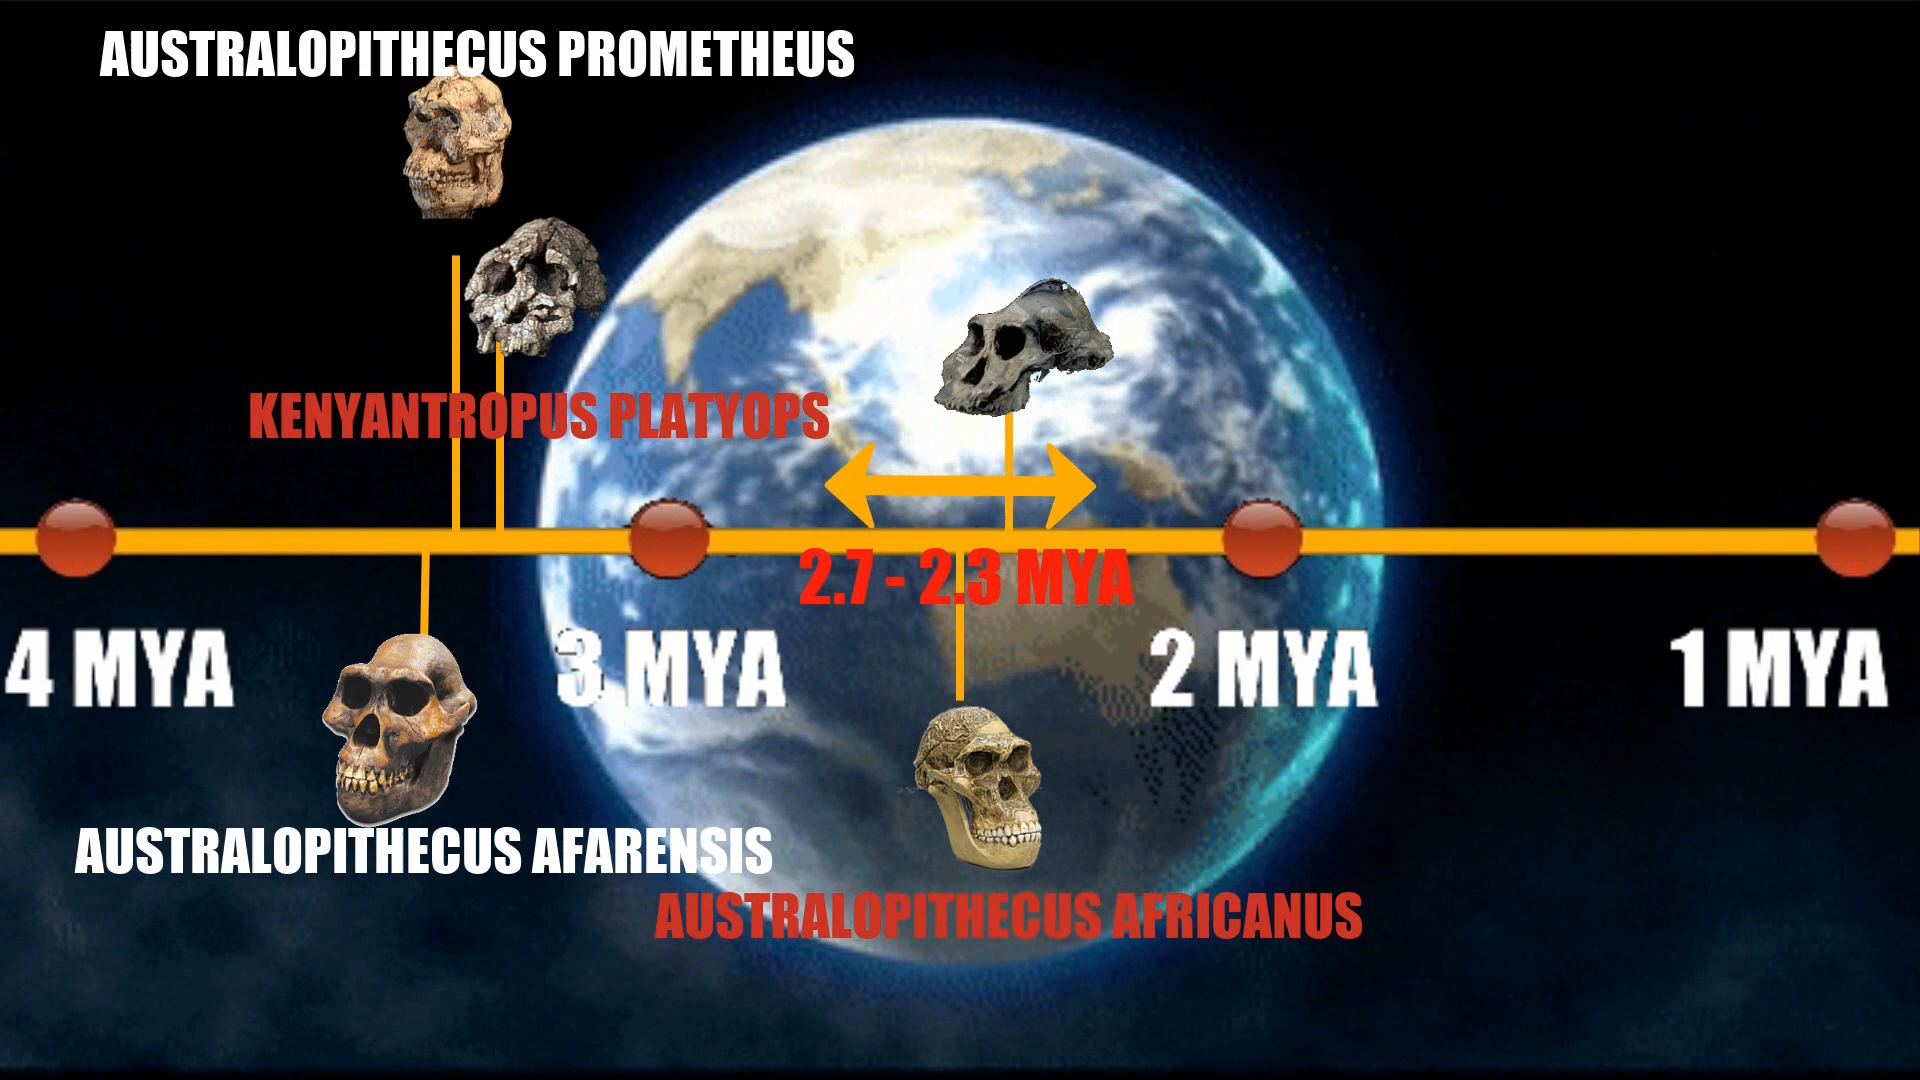 AUSTRALOPITHECUS PROMETHEUS
KENYANTROPUS PLATYOPS
2.7 - 2.3 MYA
4 MYA
3 MYA
2 MYA
1 MYA
AUSTRALOPITHECUS AFARENSIS
AUSTRALOPITHECUS AFRICANUS